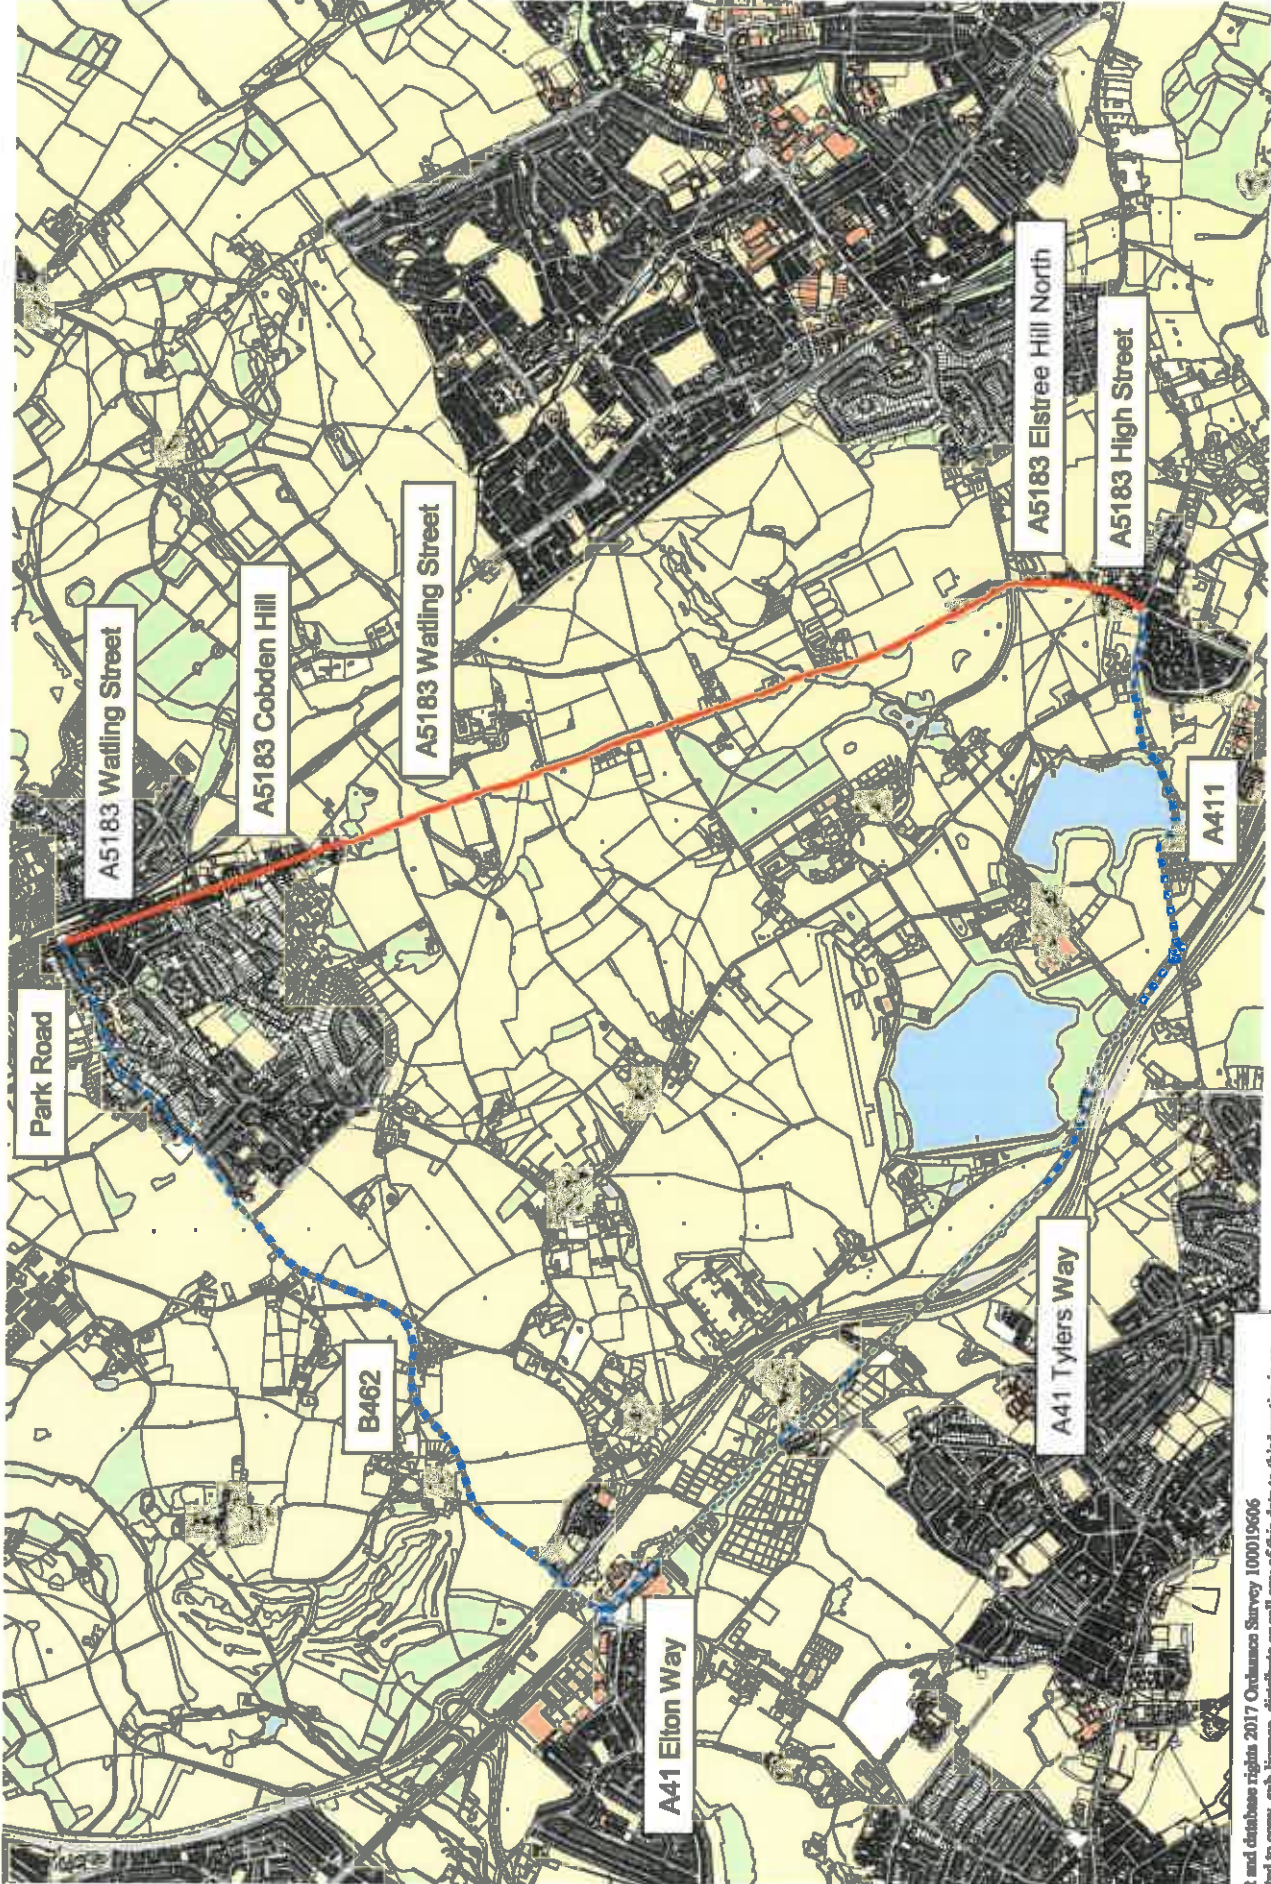 Park Road
A5183 Watling Street
A5183 Cobden Hill
A5183 Watling Street
B462
A41 Elton Way
A41 Tylers Way
A411
A5183 Elstree Hill North
A5183 High Street
t and database rights 2017 Ordnance Survey 100019606